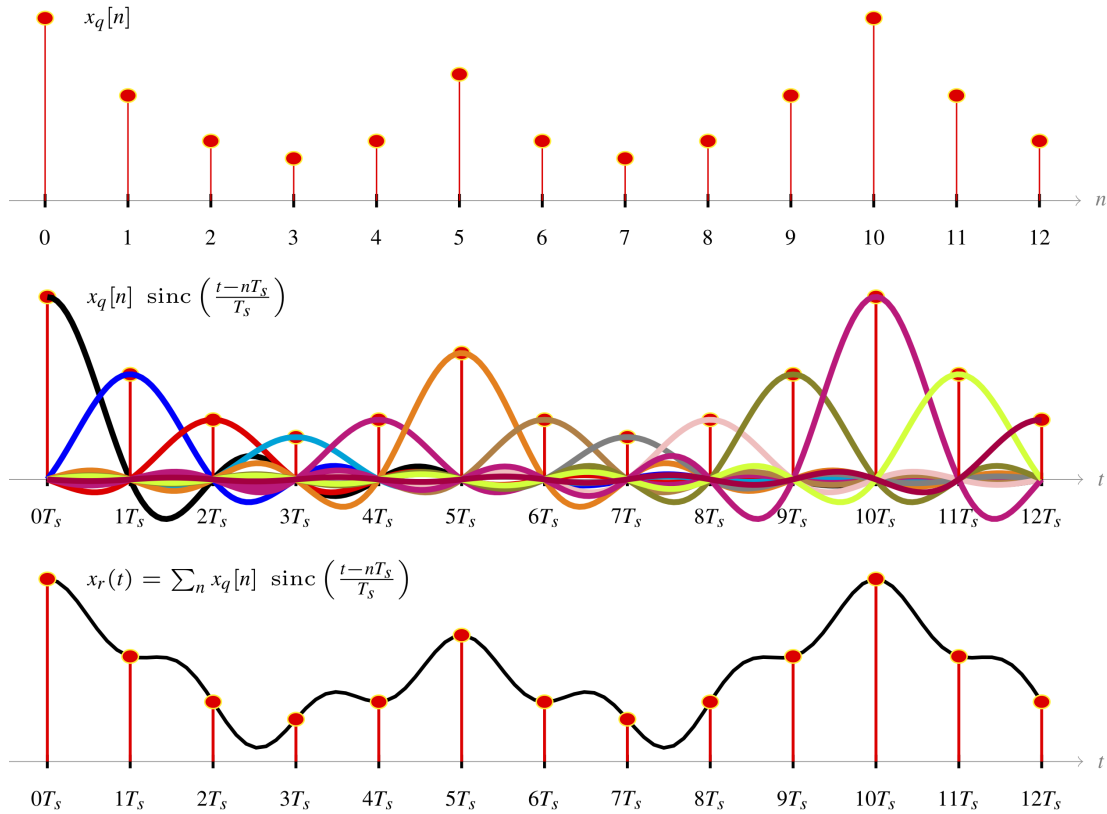 x_q[n]
n
0 1 2 3 4 5 6 7 8 9 10 11 12
x_q[n] sinc((t−nT_s)/T_s)
t
0T_s 1T_s 2T_s 3T_s 4T_s 5T_s 6T_s 7T_s 8T_s 9T_s 10T_s 11T_s 12T_s
x_r(t) = ∑_n x_q[n] sinc((t−nT_s)/T_s)
t
0T_s 1T_s 2T_s 3T_s 4T_s 5T_s 6T_s 7T_s 8T_s 9T_s 10T_s 11T_s 12T_s